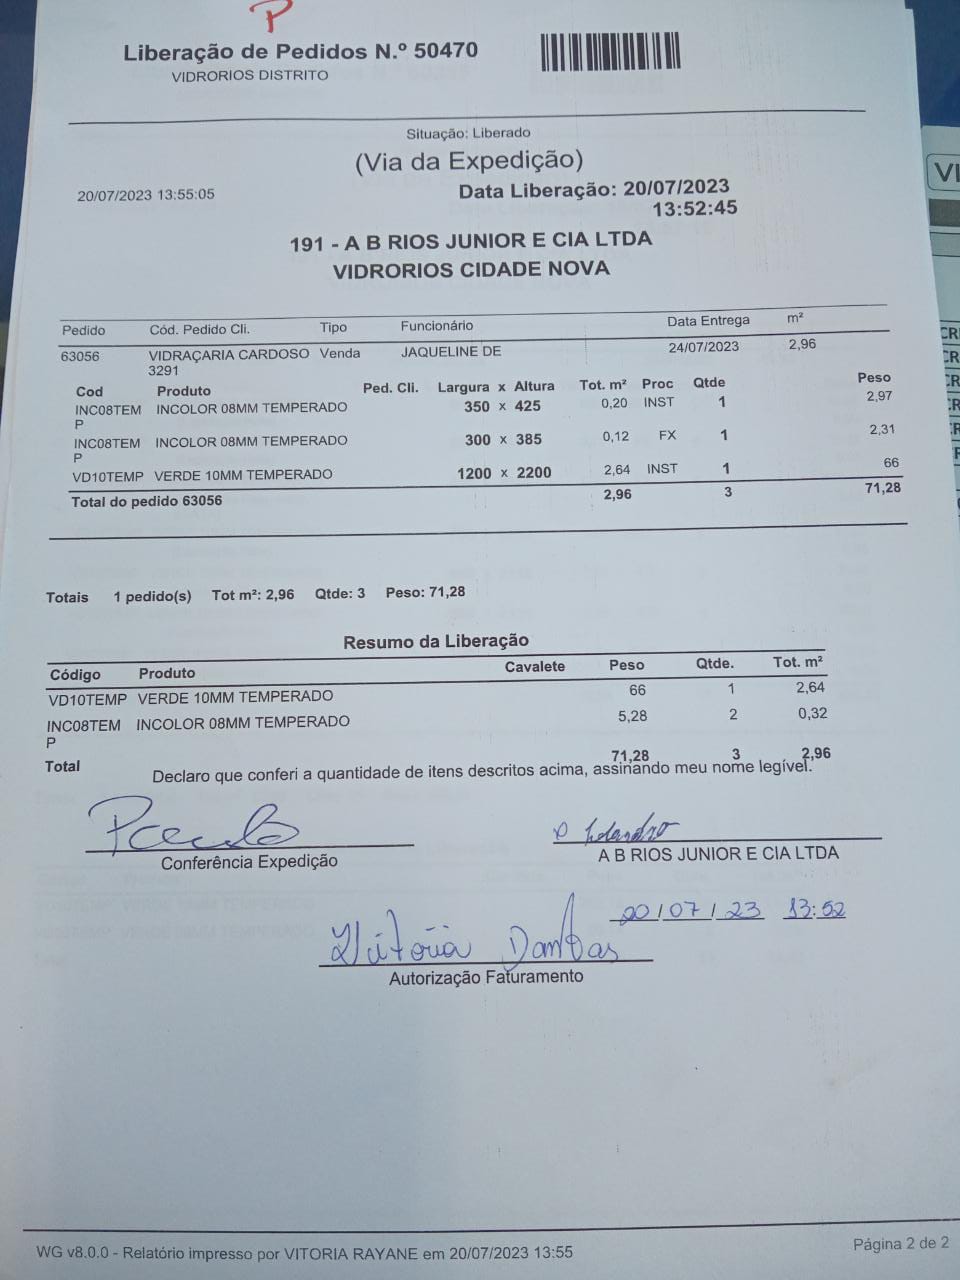 P
Liberação de Pedidos N.º 50470
VIDRORIOS DISTRITO
Situação: Liberado
(Via da Expedição)
20/07/2023 13:55:05
Data Liberação: 20/07/2023
13:52:45
191 - A B RIOS JUNIOR E CIA LTDA
VIDRORIOS CIDADE NOVA
Pedido Cód. Pedido Cli. Tipo Funcionário Data Entrega m²
63056 VIDRAÇARIA CARDOSO Venda JAQUELINE DE 24/07/2023 2,96
3291
Cod Produto Ped. Cli. Largura x Altura Tot. m² Proc Qtde Peso
INC08TEM INCOLOR 08MM TEMPERADO 350 x 425 0,20 INST 1 2,97
P
INC08TEM INCOLOR 08MM TEMPERADO 300 x 385 0,12 FX 1 2,31
P
VD10TEMP VERDE 10MM TEMPERADO 1200 x 2200 2,64 INST 1 66
Total do pedido 63056 2,96 3 71,28
Totais 1 pedido(s) Tot m²: 2,96 Qtde: 3 Peso: 71,28
Resumo da Liberação
Código Produto Cavalete Peso Qtde. Tot. m²
VD10TEMP VERDE 10MM TEMPERADO 66 1 2,64
INC08TEM INCOLOR 08MM TEMPERADO 5,28 2 0,32
P
Total 71,28 3 2,96
Declaro que conferi a quantidade de itens descritos acima, assinando meu nome legível.
Conferência Expedição
A B RIOS JUNIOR E CIA LTDA
20/07/23 13:52
Vitoria Dantas
Autorização Faturamento
WG v8.0.0 - Relatório impresso por VITORIA RAYANE em 20/07/2023 13:55
Página 2 de 2